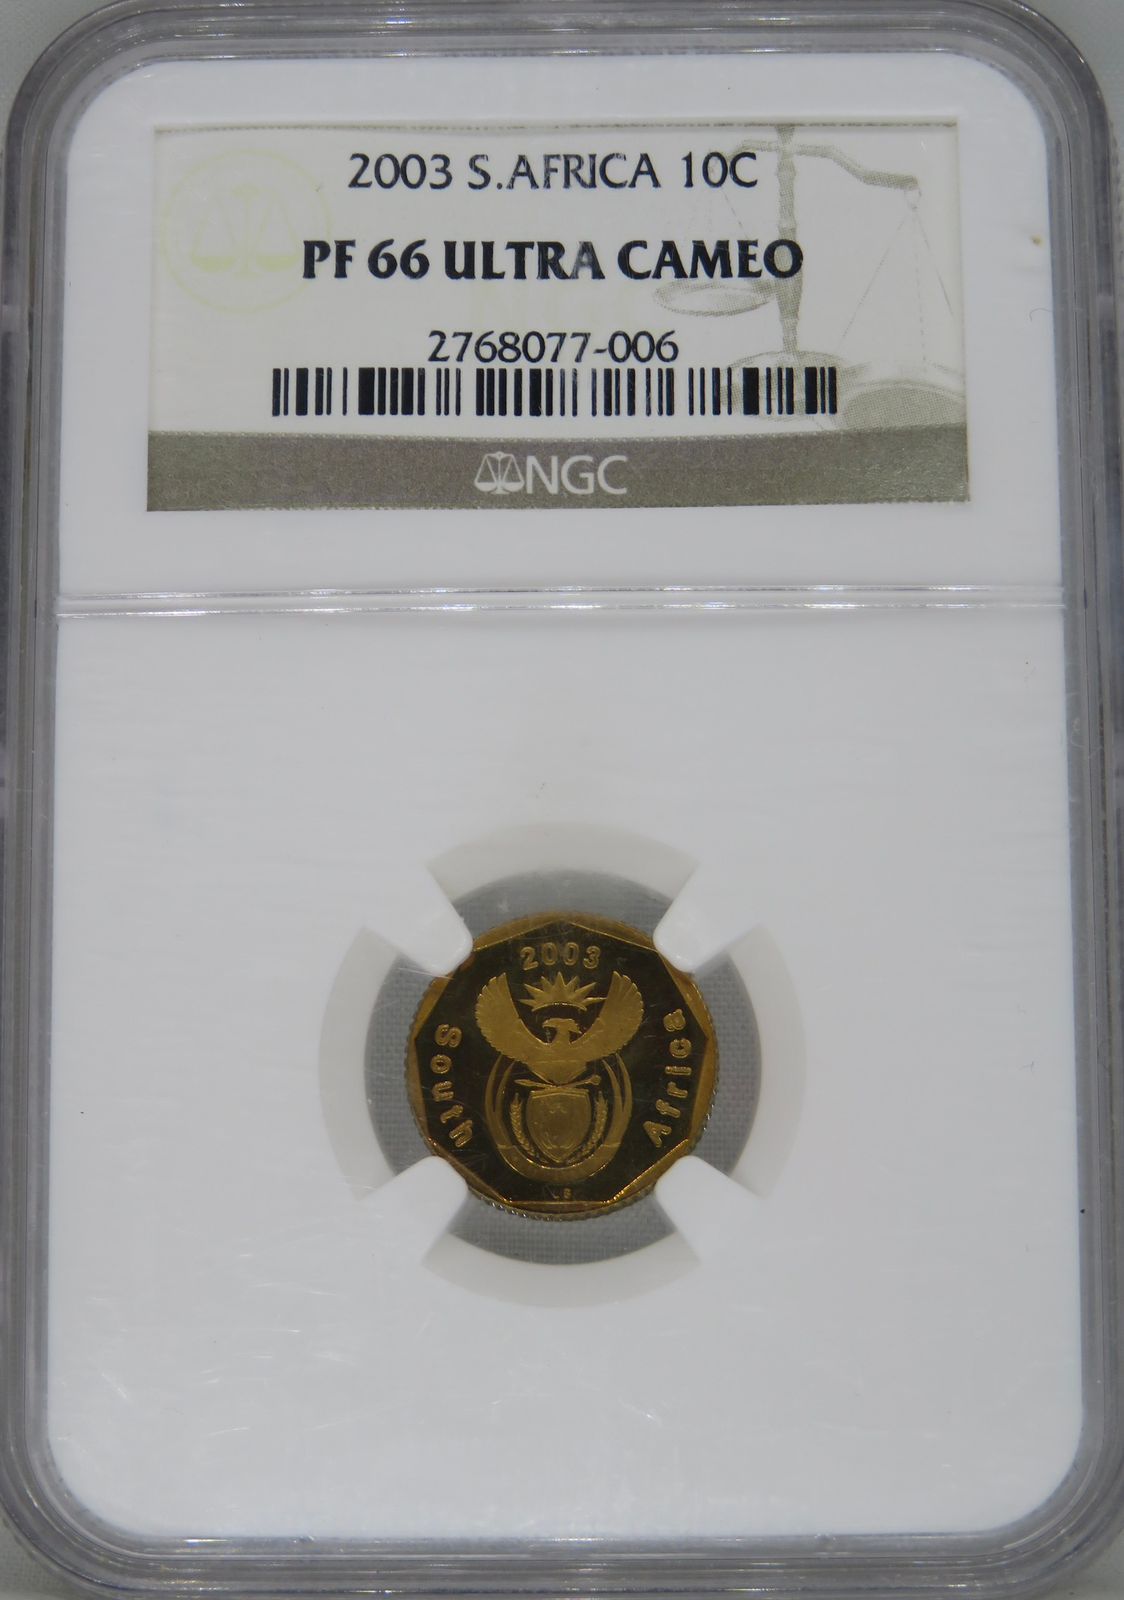 2003 S.AFRICA 10C
PF 66 ULTRA CAMEO
2768077-006
NGC
2003
South
Africa